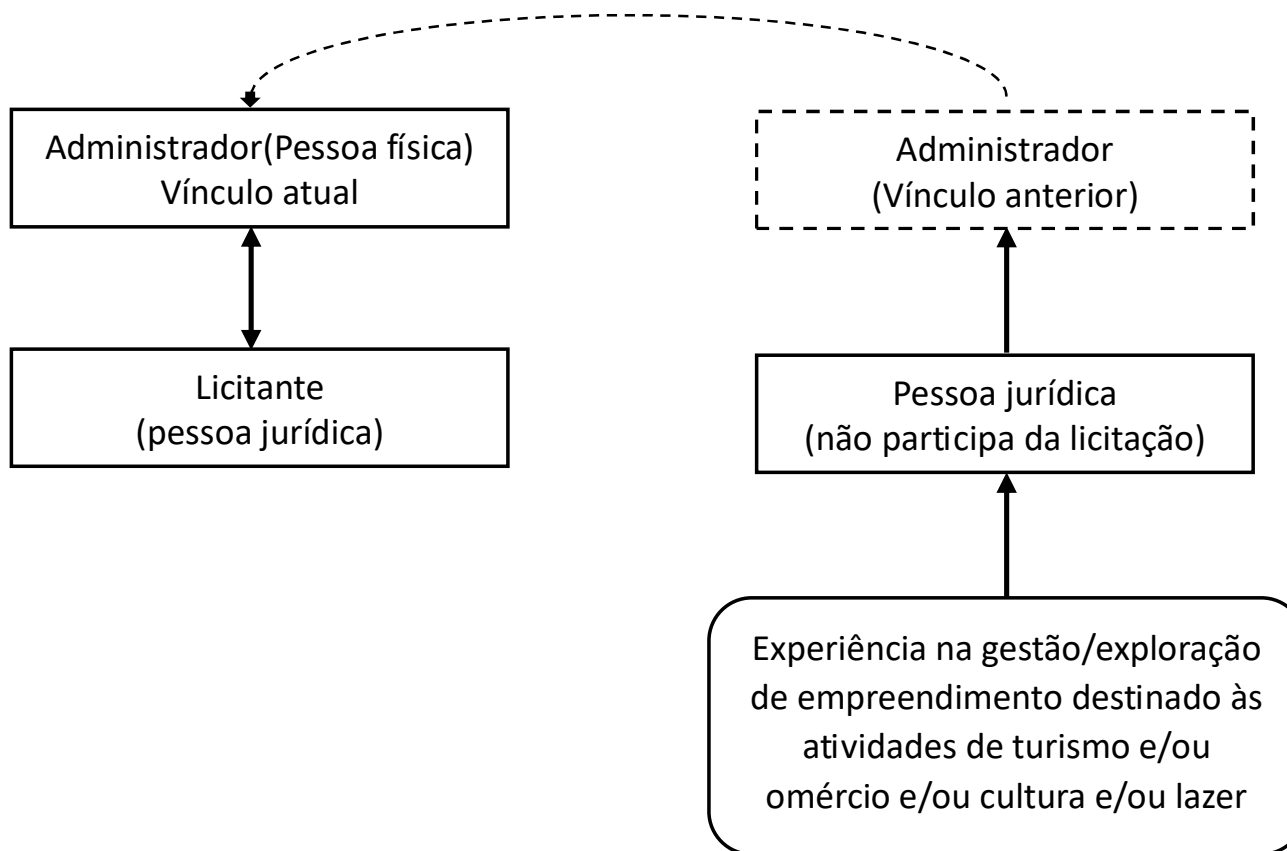 Administrador(Pessoa física)
Vínculo atual
Administrador
(Vínculo anterior)
Licitante
(pessoa jurídica)
Pessoa jurídica
(não participa da licitação)
Experiência na gestão/exploração
de empreendimento destinado às
atividades de turismo e/ou
omércio e/ou cultura e/ou lazer